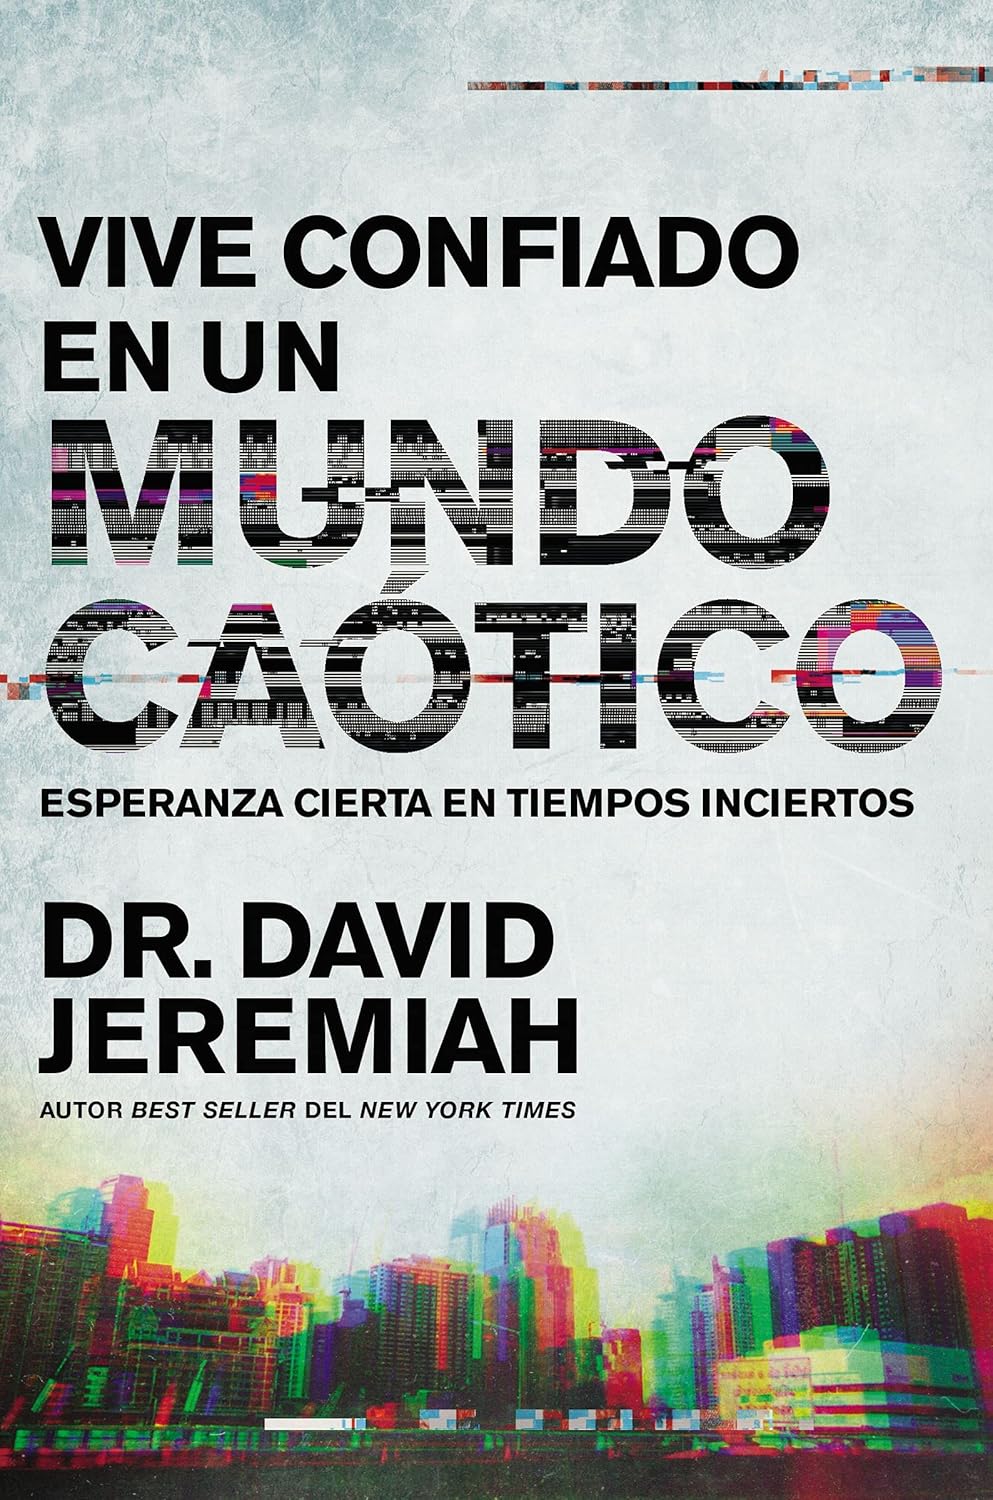 VIVE CONFIADO
EN UN
MUNDO
CAÓTICO
ESPERANZA CIERTA EN TIEMPOS INCIERTOS
DR. DAVID
JEREMIAH
AUTOR BEST SELLER DEL NEW YORK TIMES